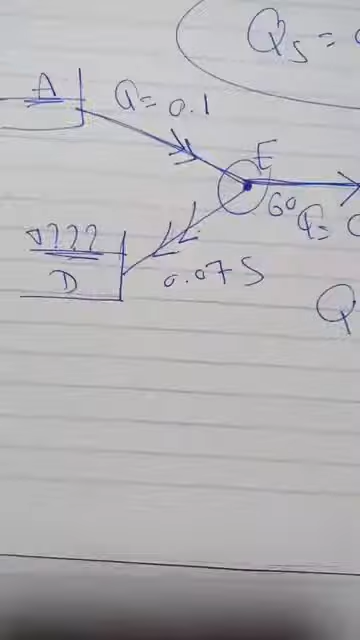 Qs =
A
Q = 0.1
E
60
Q =
????
D
0.075
Q